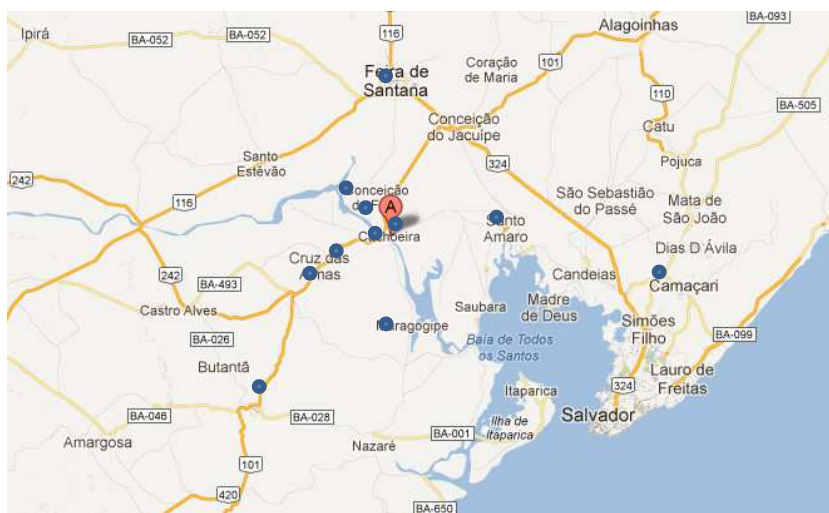 BA-093
Alagoinhas
Ipirá
BA-052
BA-052
116
Feira de
Santana
Coração
de Maria
101
110
BA-505
Conceição
do Jacuípe
Catu
Santo
Estêvão
324
Pojuca
242
116
Conceição
A
São Sebastião
do Passé
Mata de
São João
Santo
Amaro
Cachoeira
Dias D Ávila
Cruz das
Almas
242
BA-493
Candeias
Camaçari
Castro Alves
Saubara
Madre
de Deus
Simões
Filho
BA-099
BA-026
Maragogipe
Baía de Todos
os Santos
Butantã
Lauro de
Freitas
Itaparica
324
BA-046
BA-028
Salvador
Amargosa
Nazaré
BA-001
Ilha de
Itaparica
101
420
BA-650